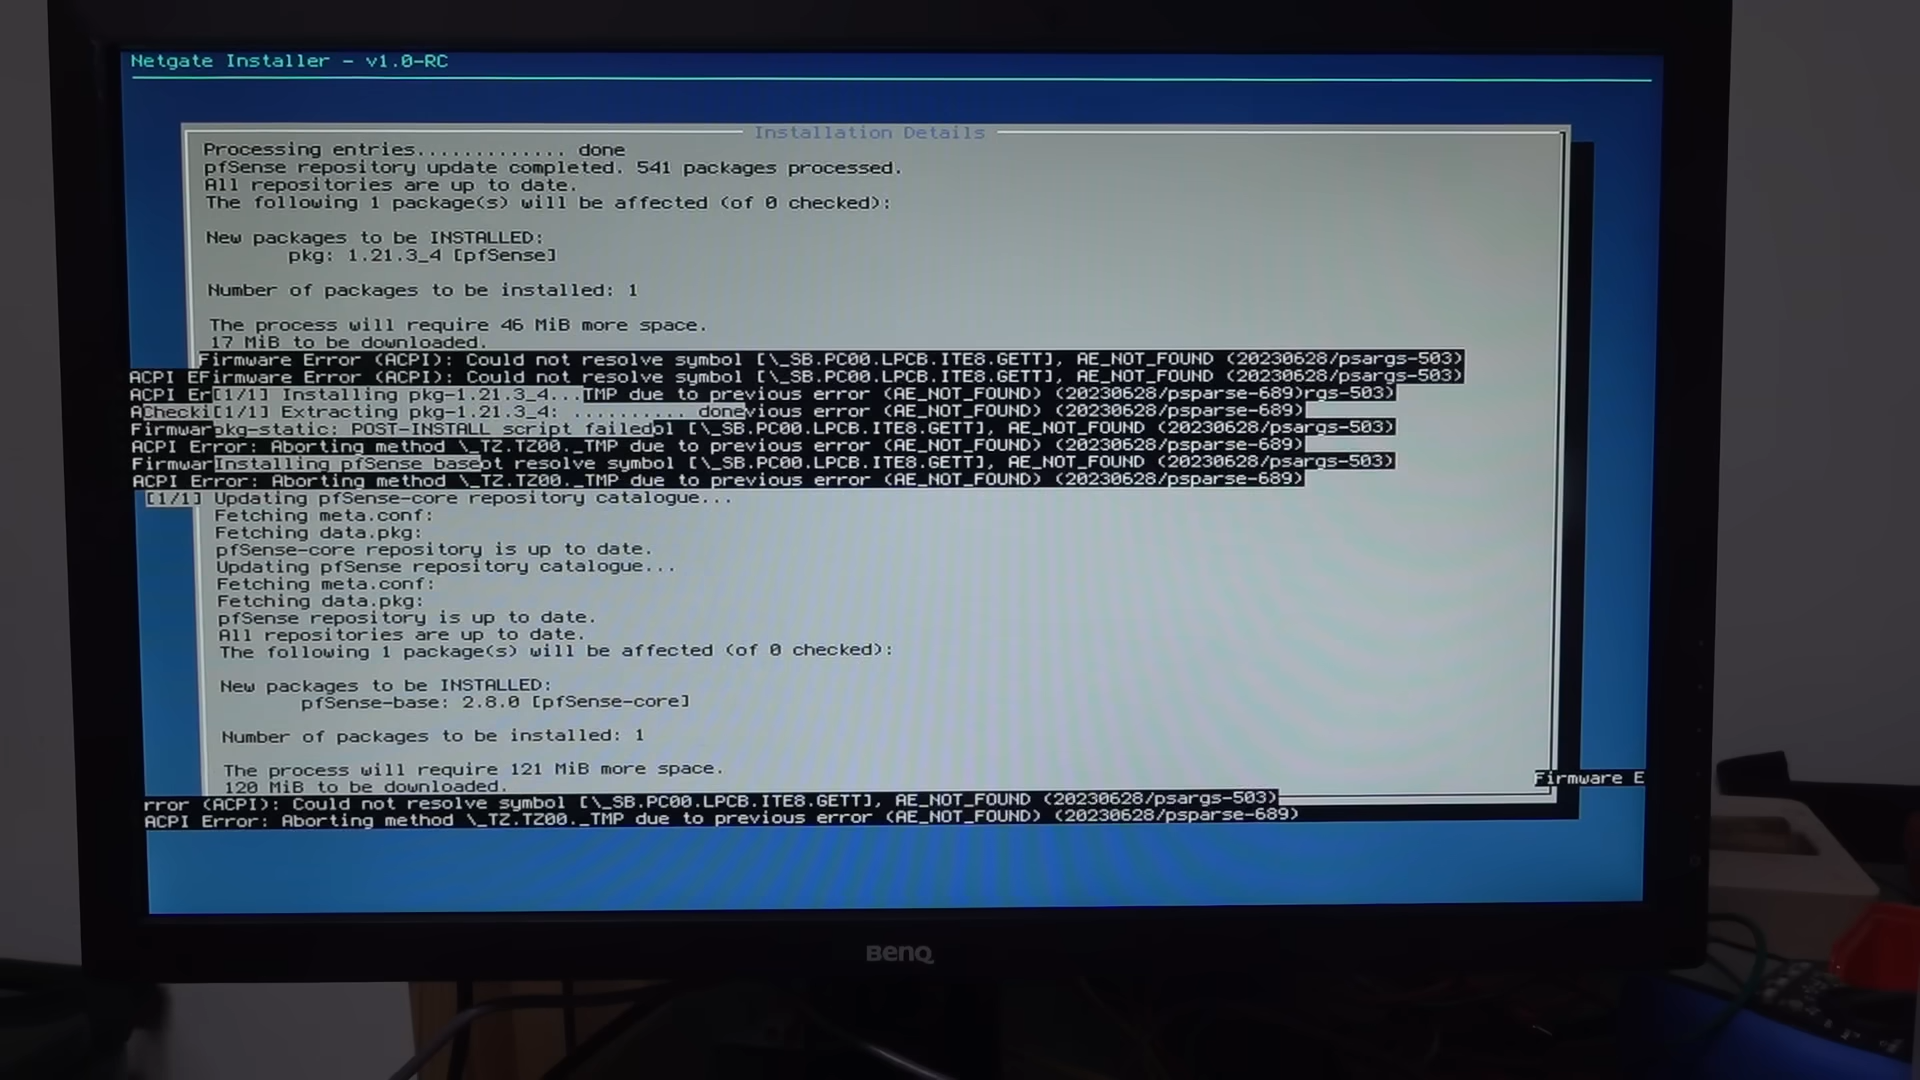 Netgate Installer - v1.0-RC
Installation Details
Processing entries............. done
pfSense repository update completed. 541 packages processed.
All repositories are up to date.
The following 1 package(s) will be affected (of 0 checked):
New packages to be INSTALLED:
pkg: 1.21.3_4 [pfSense]
Number of packages to be installed: 1
The process will require 46 MiB more space.
17 MiB to be downloaded.
Firmware Error (ACPI): Could not resolve symbol [\_SB.PC00.LPCB.ITE8.GETT], AE_NOT_FOUND (20230628/psargs-503)
ACPI EFirmware Error (ACPI): Could not resolve symbol [\_SB.PC00.LPCB.ITE8.GETT], AE_NOT_FOUND (20230628/psargs-503)
ACPI Er[1/1] Installing pkg-1.21.3_4...TMP due to previous error (AE_NOT_FOUND) (20230628/psparse-689)rgs-503)
AChecki[1/1] Extracting pkg-1.21.3_4: .......... donevious error (AE_NOT_FOUND) (20230628/psparse-689)
Firmwarpkg-static: POST-INSTALL script failedol [\_SB.PC00.LPCB.ITE8.GETT], AE_NOT_FOUND (20230628/psargs-503)
ACPI Error: Aborting method \_TZ.TZ00._TMP due to previous error (AE_NOT_FOUND) (20230628/psparse-689)
FirmwarInstalling pfSense baseot resolve symbol [\_SB.PC00.LPCB.ITE8.GETT], AE_NOT_FOUND (20230628/psargs-503)
ACPI Error: Aborting method \_TZ.TZ00._TMP due to previous error (AE_NOT_FOUND) (20230628/psparse-689)
[1/1] Updating pfSense-core repository catalogue...
Fetching meta.conf:
Fetching data.pkg:
pfSense-core repository is up to date.
Updating pfSense repository catalogue...
Fetching meta.conf:
Fetching data.pkg:
pfSense repository is up to date.
All repositories are up to date.
The following 1 package(s) will be affected (of 0 checked):
New packages to be INSTALLED:
pfSense-base: 2.8.0 [pfSense-core]
Number of packages to be installed: 1
The process will require 121 MiB more space.
120 MiB to be downloaded.
Firmware E
rror (ACPI): Could not resolve symbol [\_SB.PC00.LPCB.ITE8.GETT], AE_NOT_FOUND (20230628/psargs-503)
ACPI Error: Aborting method \_TZ.TZ00._TMP due to previous error (AE_NOT_FOUND) (20230628/psparse-689)
BenQ